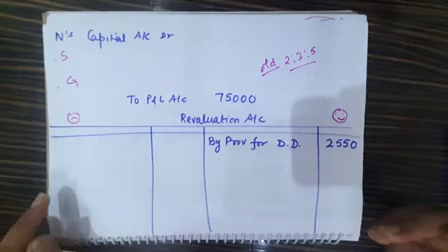 N's Capital A/c Dr
S
old 2:3:5
G
To P&L A/c 75000
Revaluation A/c
By Prov for D.D. 2550